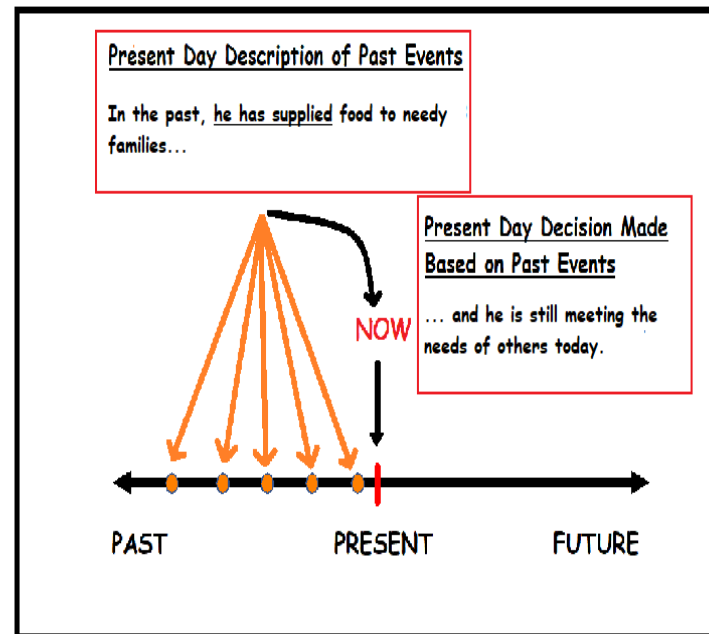 Present Day Description of Past Events
In the past, he has supplied food to needy
families...
Present Day Decision Made
Based on Past Events
... and he is still meeting the
needs of others today.
NOW
PAST PRESENT FUTURE